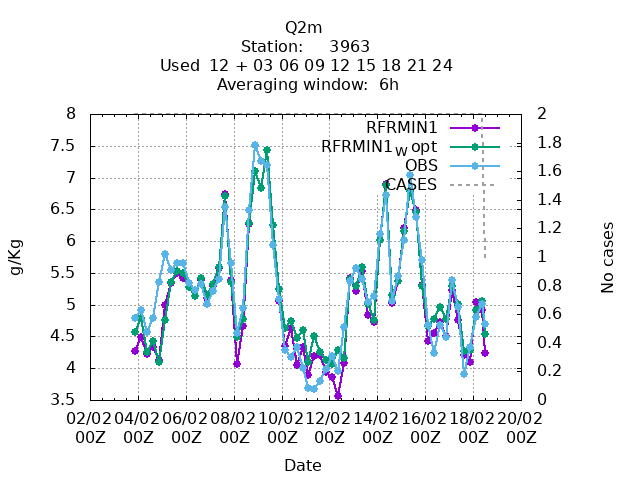 Q2m
Station: 3963
Used 12 + 03 06 09 12 15 18 21 24
Averaging window: 6h
g/Kg
8
7.5
7
6.5
6
5.5
5
4.5
4
3.5
RFRMIN1
RFRMIN1w opt
OBS
CASES
2
1.8
1.6
1.4
1.2
1
0.8
0.6
0.4
0.2
0
No cases
02/02 04/02 06/02 08/02 10/02 12/02 14/02 16/02 18/02 20/02
00Z 00Z 00Z 00Z 00Z 00Z 00Z 00Z 00Z 00Z
Date